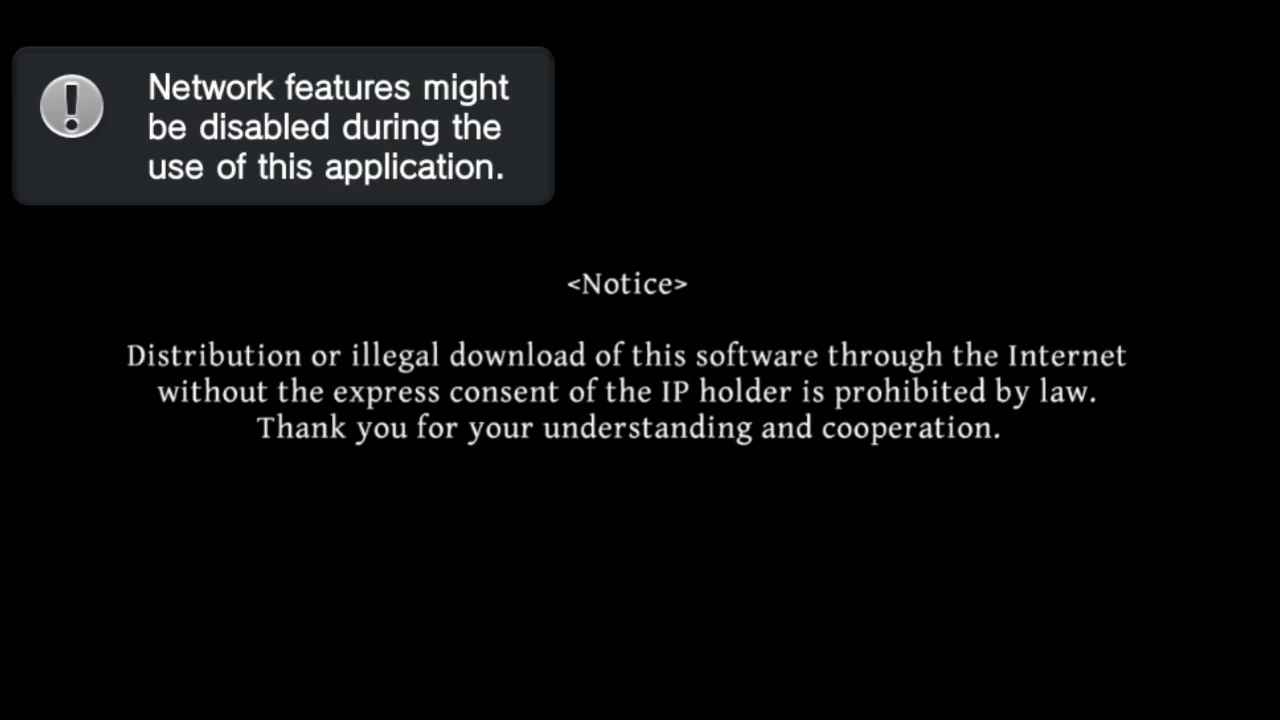 Network features might
be disabled during the
use of this application.
<Notice>
Distribution or illegal download of this software through the Internet
without the express consent of the IP holder is prohibited by law.
Thank you for your understanding and cooperation.